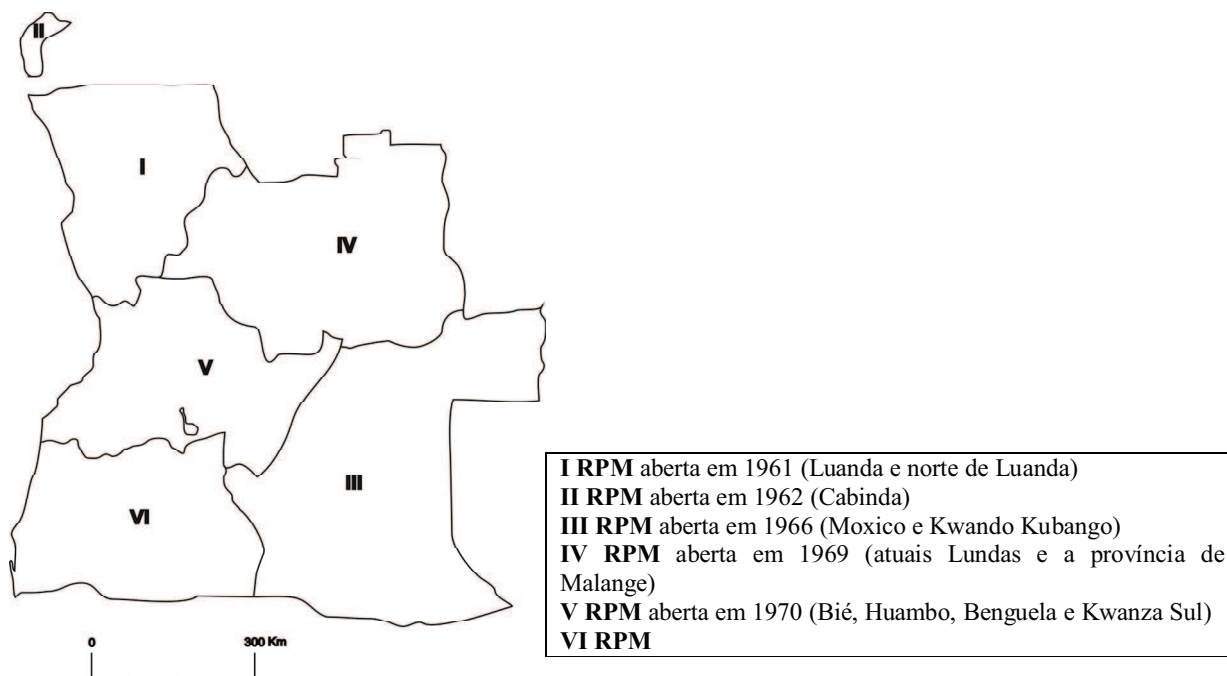 II
I
IV
V
III
VI
0 300 Km
I RPM aberta em 1961 (Luanda e norte de Luanda)
II RPM aberta em 1962 (Cabinda)
III RPM aberta em 1966 (Moxico e Kwando Kubango)
IV RPM aberta em 1969 (atuais Lundas e a província de
Malange)
V RPM aberta em 1970 (Bié, Huambo, Benguela e Kwanza Sul)
VI RPM